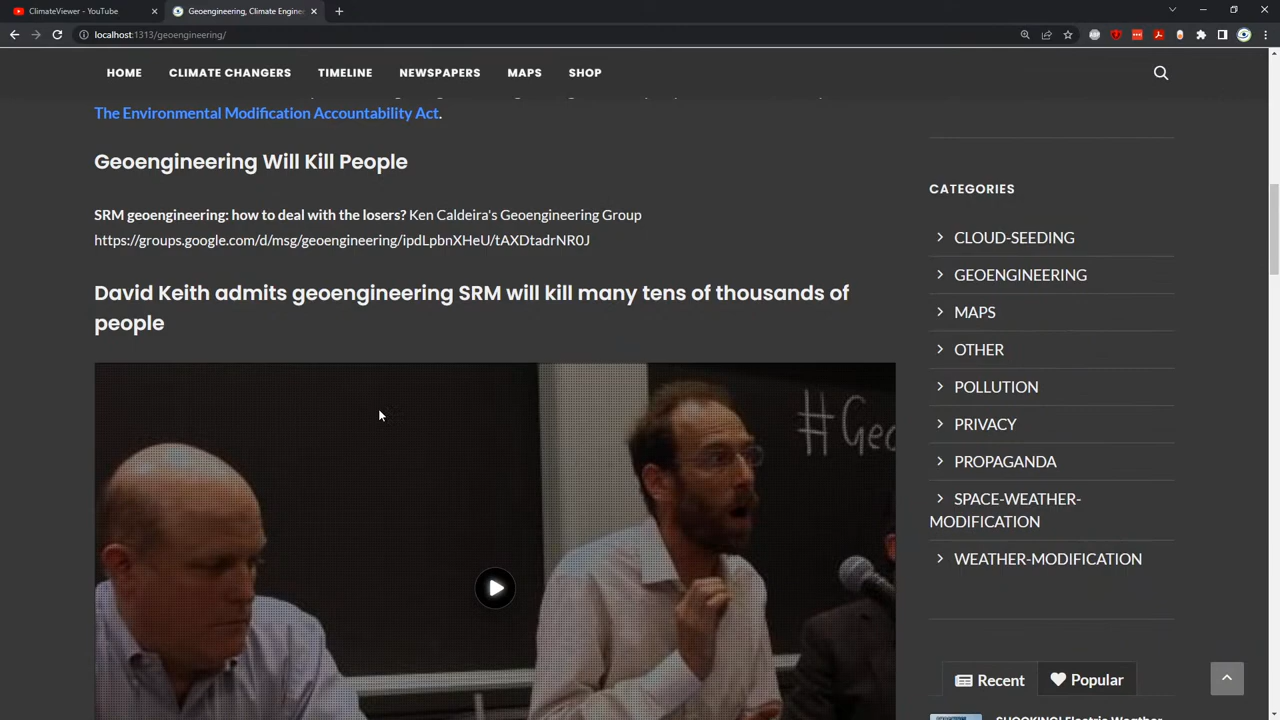 ClimateViewer - YouTube
Geoengineering, Climate Engine
localhost:1313/geoengineering/
HOME CLIMATE CHANGERS TIMELINE NEWSPAPERS MAPS SHOP
The Environmental Modification Accountability Act.
Geoengineering Will Kill People
SRM geoengineering: how to deal with the losers? Ken Caldeira's Geoengineering Group
https://groups.google.com/d/msg/geoengineering/ipdLpbnXHeU/tAXDtadrNR0J
David Keith admits geoengineering SRM will kill many tens of thousands of
people
#Geo
CATEGORIES
CLOUD-SEEDING
GEOENGINEERING
MAPS
OTHER
POLLUTION
PRIVACY
PROPAGANDA
SPACE-WEATHER-
MODIFICATION
WEATHER-MODIFICATION
Recent Popular